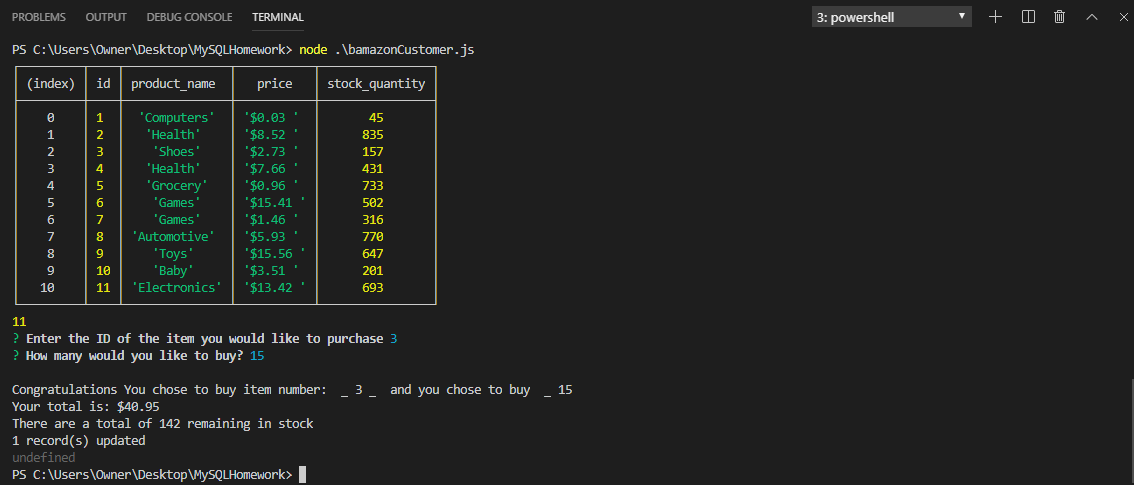 PROBLEMS OUTPUT DEBUG CONSOLE TERMINAL 3: powershell
PS C:\Users\Owner\Desktop\MySQLHomework> node .\bamazonCustomer.js
(index) id product_name price stock_quantity
0 1 'Computers' '$0.03 ' 45
1 2 'Health' '$8.52 ' 835
2 3 'Shoes' '$2.73 ' 157
3 4 'Health' '$7.66 ' 431
4 5 'Grocery' '$0.96 ' 733
5 6 'Games' '$15.41 ' 502
6 7 'Games' '$1.46 ' 316
7 8 'Automotive' '$5.93 ' 770
8 9 'Toys' '$15.56 ' 647
9 10 'Baby' '$3.51 ' 201
10 11 'Electronics' '$13.42 ' 693
11
? Enter the ID of the item you would like to purchase 3
? How many would you like to buy? 15
Congratulations You chose to buy item number:  _ 3 _  and you chose to buy  _ 15
Your total is: $40.95
There are a total of 142 remaining in stock
1 record(s) updated
undefined
PS C:\Users\Owner\Desktop\MySQLHomework>